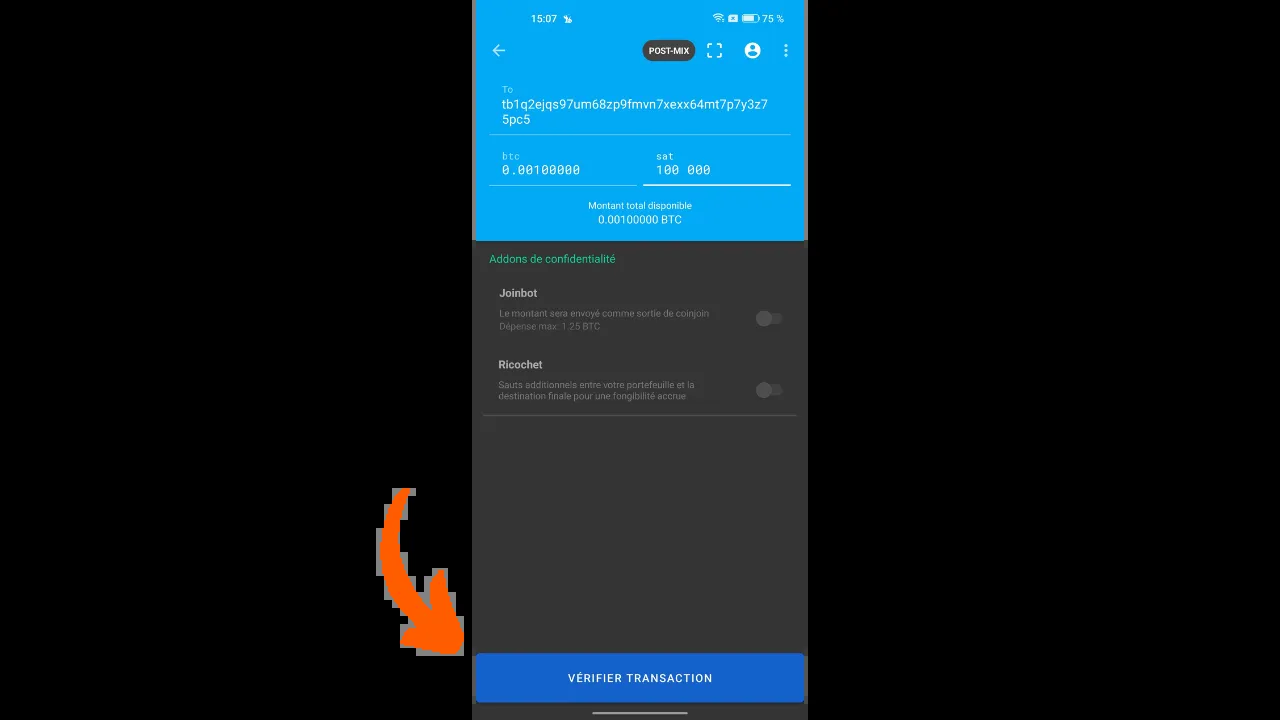 15:07
75 %
POST-MIX
To
tb1q2ejqs97um68zp9fmvn7xexx64mt7p7y3z7
5pc5
btc
sat
0.00100000
100 000
Montant total disponible
0.00100000 BTC
Addons de confidentialité
Joinbot
Le montant sera envoyé comme sortie de coinjoin
Dépense max: 1.25 BTC
Ricochet
Sauts additionnels entre votre portefeuille et la
destination finale pour une fongibilité accrue
VÉRIFIER TRANSACTION